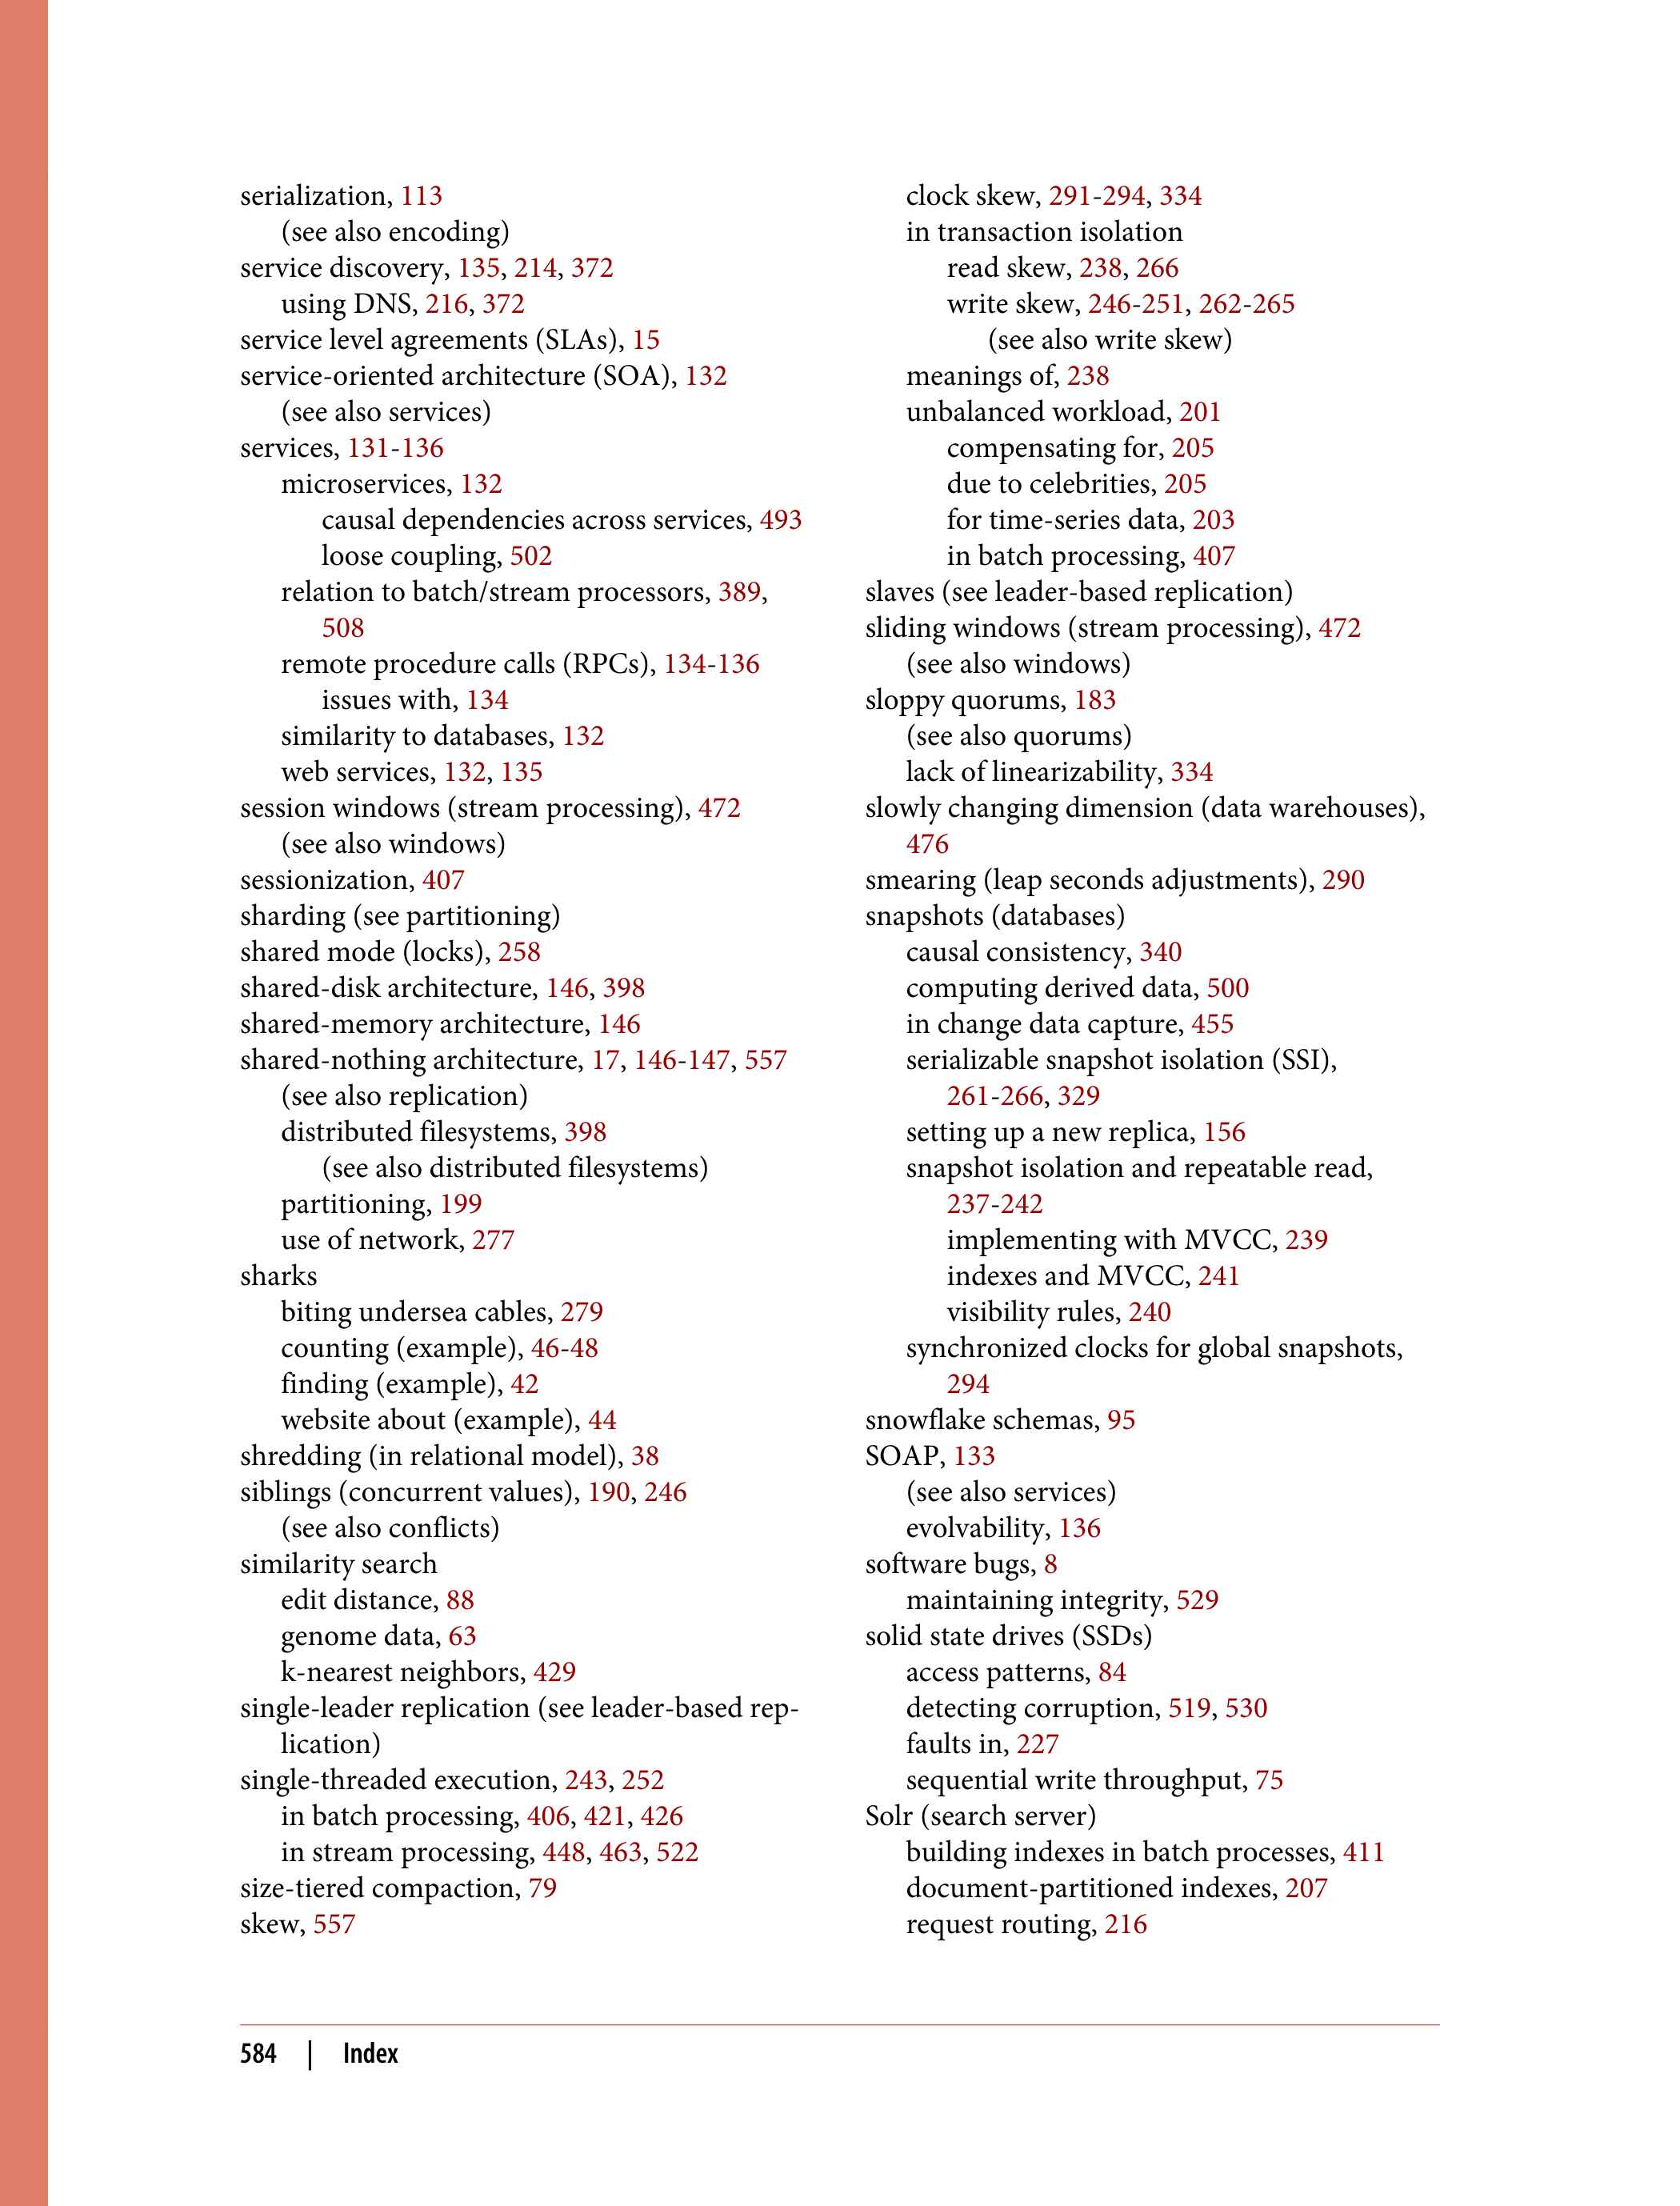 serialization, 113
(see also encoding)
service discovery, 135, 214, 372
using DNS, 216, 372
service level agreements (SLAs), 15
service-oriented architecture (SOA), 132
(see also services)
services, 131-136
microservices, 132
causal dependencies across services, 493
loose coupling, 502
relation to batch/stream processors, 389,
508
remote procedure calls (RPCs), 134-136
issues with, 134
similarity to databases, 132
web services, 132, 135
session windows (stream processing), 472
(see also windows)
sessionization, 407
sharding (see partitioning)
shared mode (locks), 258
shared-disk architecture, 146, 398
shared-memory architecture, 146
shared-nothing architecture, 17, 146-147, 557
(see also replication)
distributed filesystems, 398
(see also distributed filesystems)
partitioning, 199
use of network, 277
sharks
biting undersea cables, 279
counting (example), 46-48
finding (example), 42
website about (example), 44
shredding (in relational model), 38
siblings (concurrent values), 190, 246
(see also conflicts)
similarity search
edit distance, 88
genome data, 63
k-nearest neighbors, 429
single-leader replication (see leader-based rep-
lication)
single-threaded execution, 243, 252
in batch processing, 406, 421, 426
in stream processing, 448, 463, 522
size-tiered compaction, 79
skew, 557
clock skew, 291-294, 334
in transaction isolation
read skew, 238, 266
write skew, 246-251, 262-265
(see also write skew)
meanings of, 238
unbalanced workload, 201
compensating for, 205
due to celebrities, 205
for time-series data, 203
in batch processing, 407
slaves (see leader-based replication)
sliding windows (stream processing), 472
(see also windows)
sloppy quorums, 183
(see also quorums)
lack of linearizability, 334
slowly changing dimension (data warehouses),
476
smearing (leap seconds adjustments), 290
snapshots (databases)
causal consistency, 340
computing derived data, 500
in change data capture, 455
serializable snapshot isolation (SSI),
261-266, 329
setting up a new replica, 156
snapshot isolation and repeatable read,
237-242
implementing with MVCC, 239
indexes and MVCC, 241
visibility rules, 240
synchronized clocks for global snapshots,
294
snowflake schemas, 95
SOAP, 133
(see also services)
evolvability, 136
software bugs, 8
maintaining integrity, 529
solid state drives (SSDs)
access patterns, 84
detecting corruption, 519, 530
faults in, 227
sequential write throughput, 75
Solr (search server)
building indexes in batch processes, 411
document-partitioned indexes, 207
request routing, 216
584 | Index